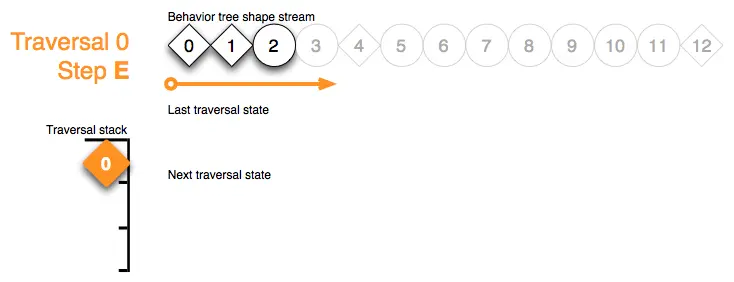 Traversal 0
Step E
Behavior tree shape stream
0 1 2 3 4 5 6 7 8 9 10 11 12
Last traversal state
Traversal stack
0
Next traversal state